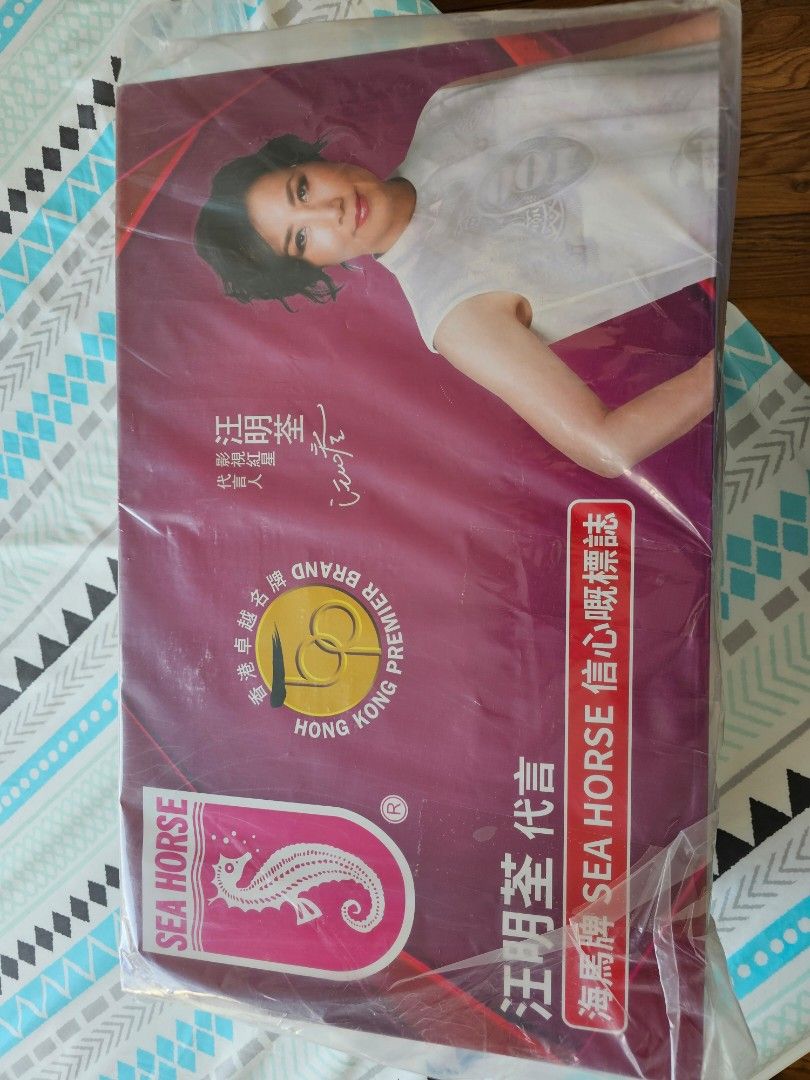 SEA HORSE
®
香港卓越名牌
TOP
HONG KONG PREMIER BRAND
代言人
影視紅星
汪明荃
汪明荃 代言
海馬牌 SEA HORSE 信心嘅標誌